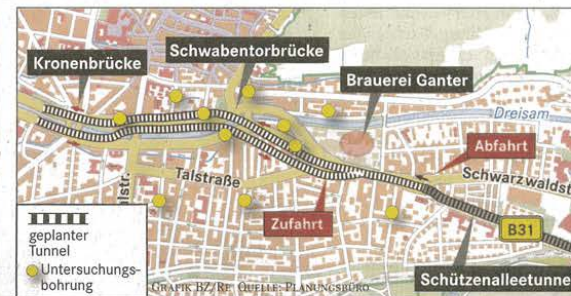 Schwabentorbrücke
Kronenbrücke
Brauerei Ganter
Dreisam
Abfahrt
Talstraße
Schwarzwaldst
Zufahrt
B31
geplanter
Tunnel
Untersuchungs-
bohrung
GRAFIK BZ/RE QUELLE: PLANUNGSBÜRO
Schützenalleetunne